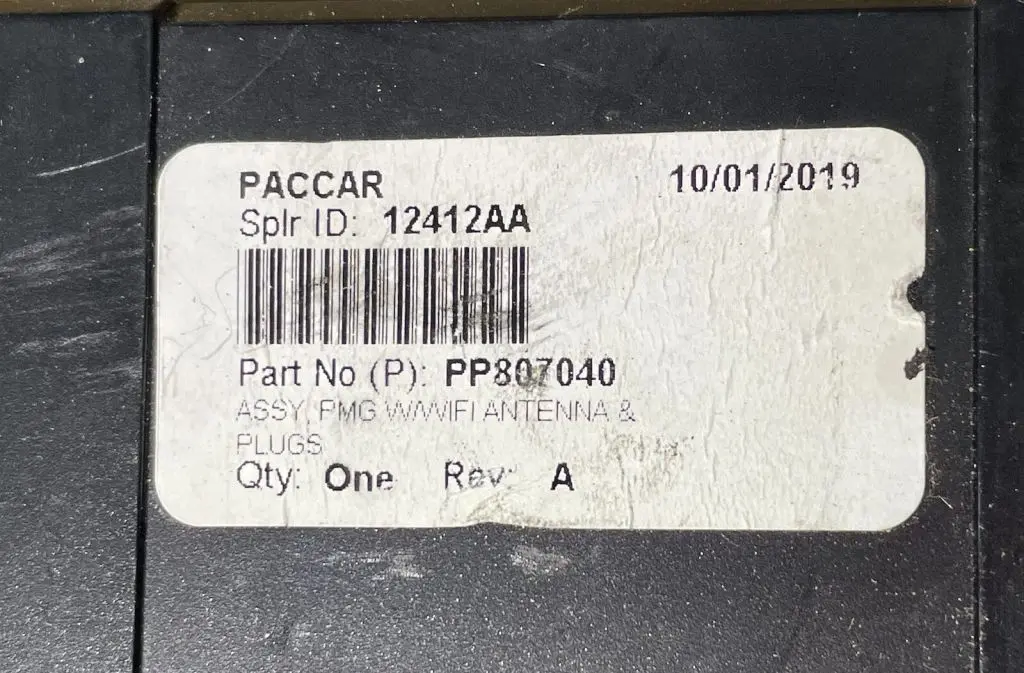 PACCAR
10/01/2019
Splr ID: 12412AA
Part No (P): PP807040
ASSY, PMG W/WIFI ANTENNA &
PLUGS
Qty: One Rev: A